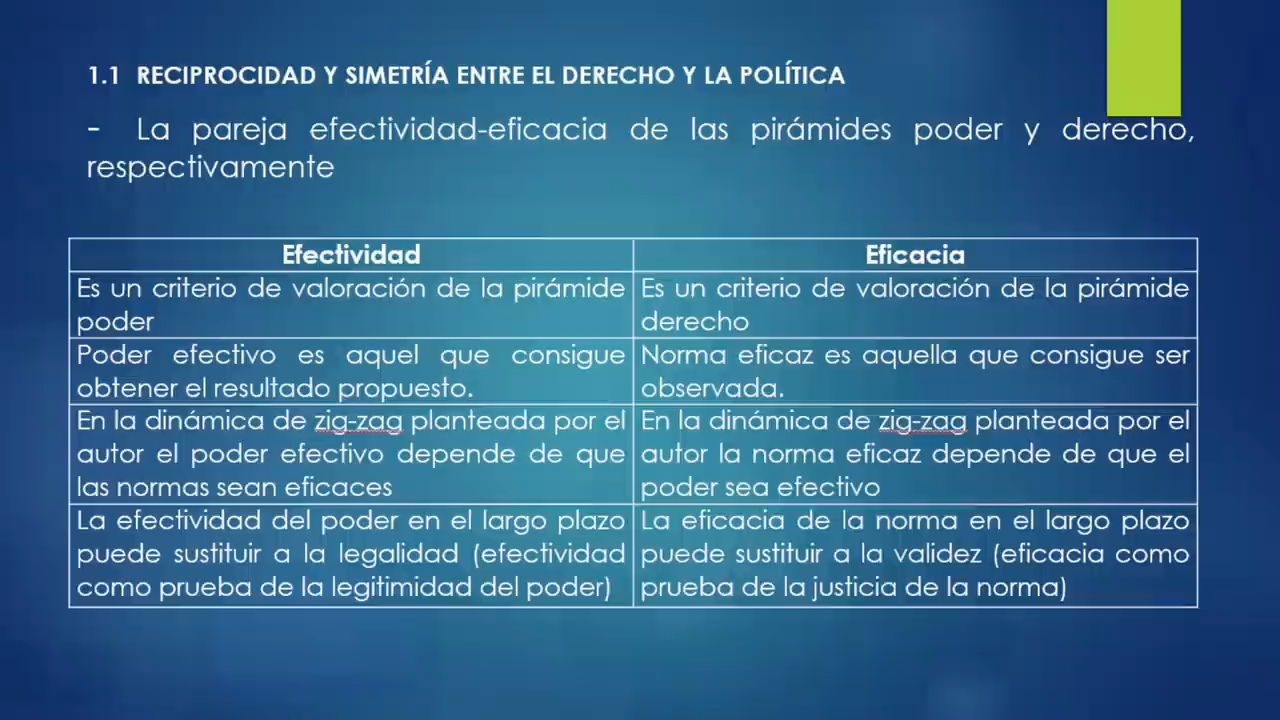 1.1 RECIPROCIDAD Y SIMETRÍA ENTRE EL DERECHO Y LA POLÍTICA
- La pareja efectividad-eficacia de las pirámides poder y derecho,
respectivamente
Efectividad
Eficacia
Es un criterio de valoración de la pirámide
poder
Es un criterio de valoración de la pirámide
derecho
Poder efectivo es aquel que consigue
obtener el resultado propuesto.
Norma eficaz es aquella que consigue ser
observada.
En la dinámica de zig-zag planteada por el
autor el poder efectivo depende de que
las normas sean eficaces
En la dinámica de zig-zag planteada por el
autor la norma eficaz depende de que el
poder sea efectivo
La efectividad del poder en el largo plazo
puede sustituir a la legalidad (efectividad
como prueba de la legitimidad del poder)
La eficacia de la norma en el largo plazo
puede sustituir a la validez (eficacia como
prueba de la justicia de la norma)